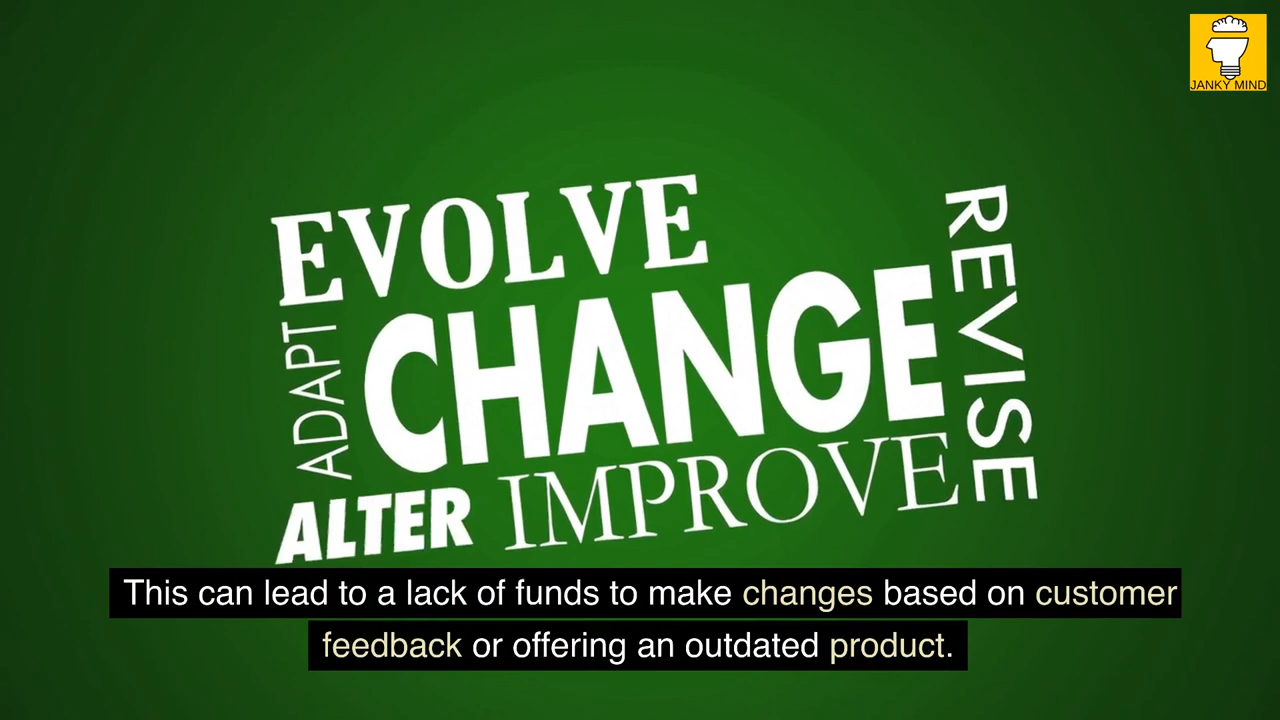 JANKY MIND
EVOLVE
REVISE
ADAPT
CHANGE
ALTER
IMPROVE
This can lead to a lack of funds to make changes based on customer
feedback or offering an outdated product.